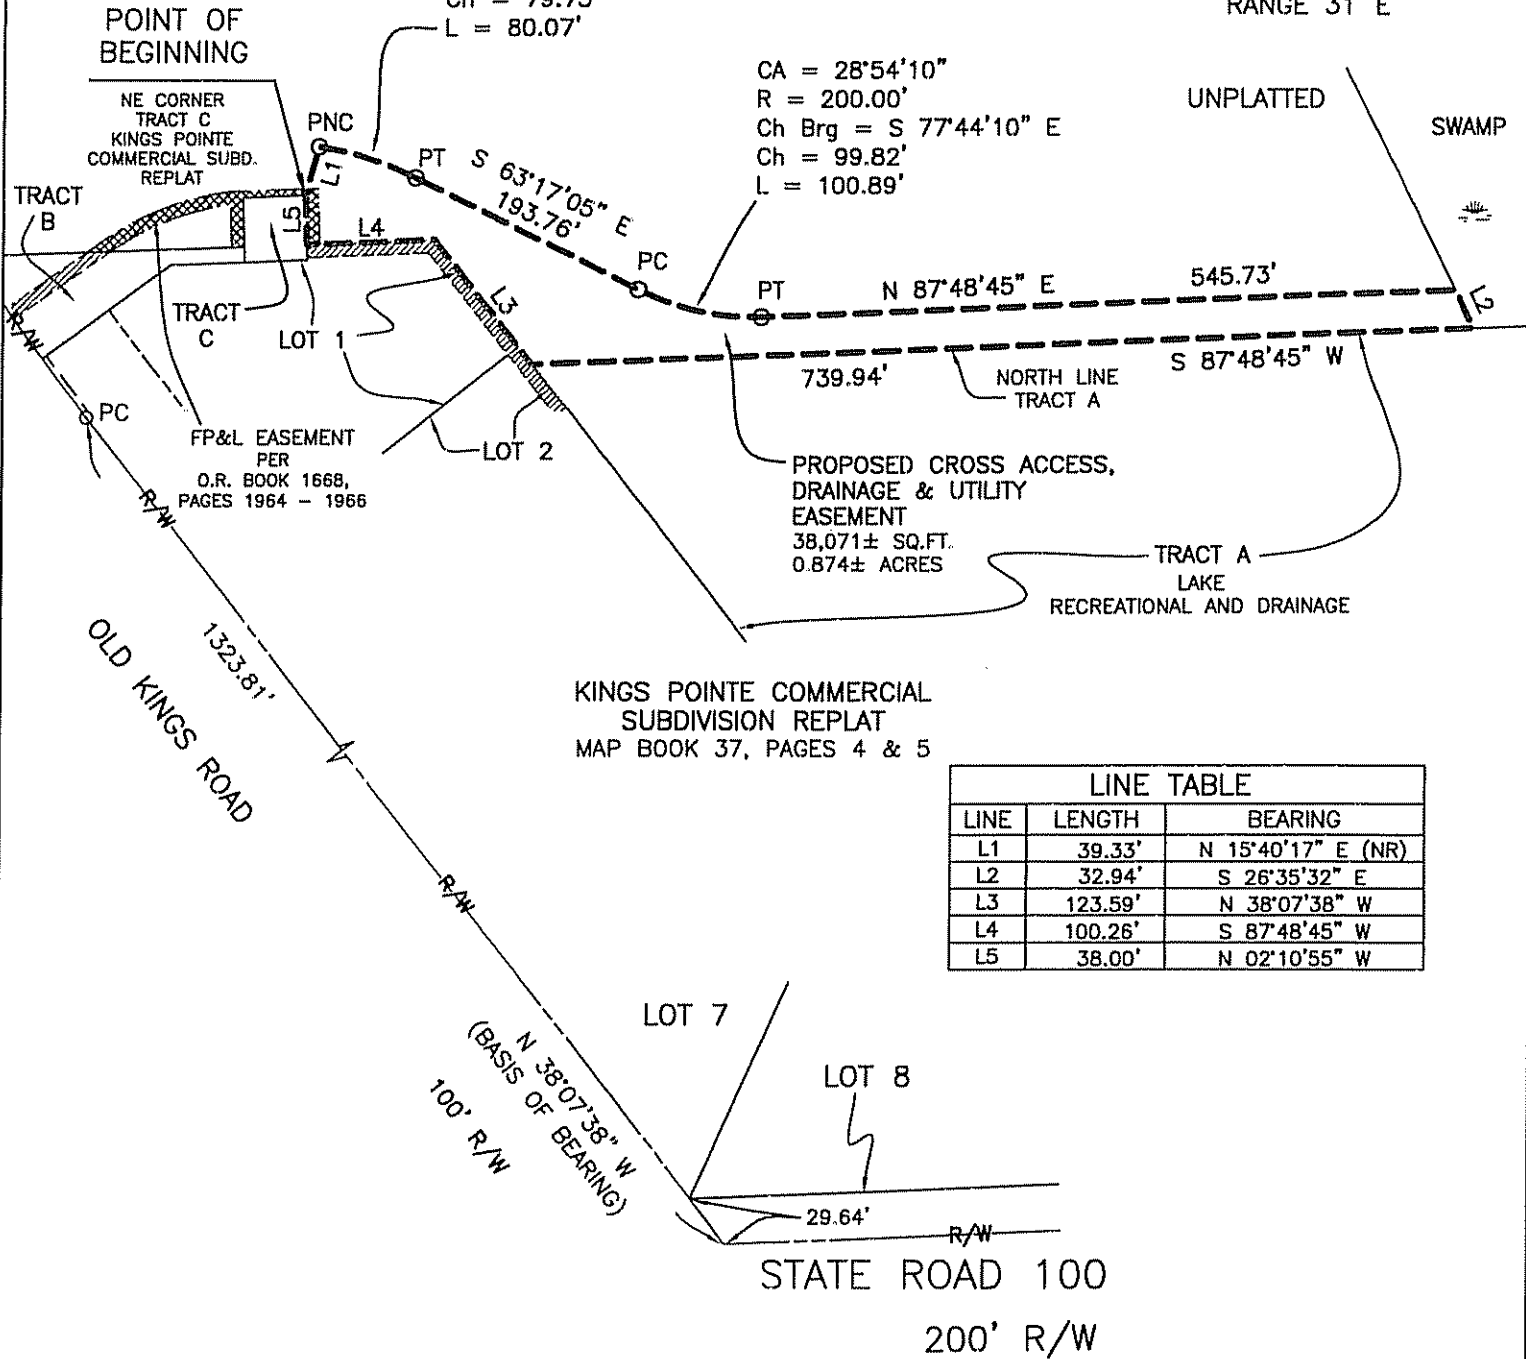 Ch = 79.75'
L = 80.07'
RANGE 31 E
POINT OF
BEGINNING
NE CORNER
TRACT C
KINGS POINTE
COMMERCIAL SUBD.
REPLAT
PNC
L1
PT
S 63°17'05" E
193.76'
CA = 28°54'10"
R = 200.00'
Ch Brg = S 77°44'10" E
Ch = 99.82'
L = 100.89'
UNPLATTED
SWAMP
TRACT
B
L5
L4
L3
PC
PT
N 87°48'45" E
545.73'
L2
TRACT
C
LOT 1
R/W
739.94'
NORTH LINE
TRACT A
S 87°48'45" W
PC
FP&L EASEMENT
PER
O.R. BOOK 1668,
PAGES 1964 - 1966
LOT 2
R/W
PROPOSED CROSS ACCESS,
DRAINAGE & UTILITY
EASEMENT
38,071± SQ.FT.
0.874± ACRES
TRACT A
LAKE
RECREATIONAL AND DRAINAGE
OLD KINGS ROAD
1323.81'
KINGS POINTE COMMERCIAL
SUBDIVISION REPLAT
MAP BOOK 37, PAGES 4 & 5
LINE TABLE
LINE LENGTH BEARING
L1 39.33' N 15°40'17" E (NR)
L2 32.94' S 26°35'32" E
L3 123.59' N 38°07'38" W
L4 100.26' S 87°48'45" W
L5 38.00' N 02°10'55" W
R/W
N 38°07'38" W
(BASIS OF BEARING)
100' R/W
LOT 7
LOT 8
29.64'
R/W
STATE ROAD 100
200' R/W